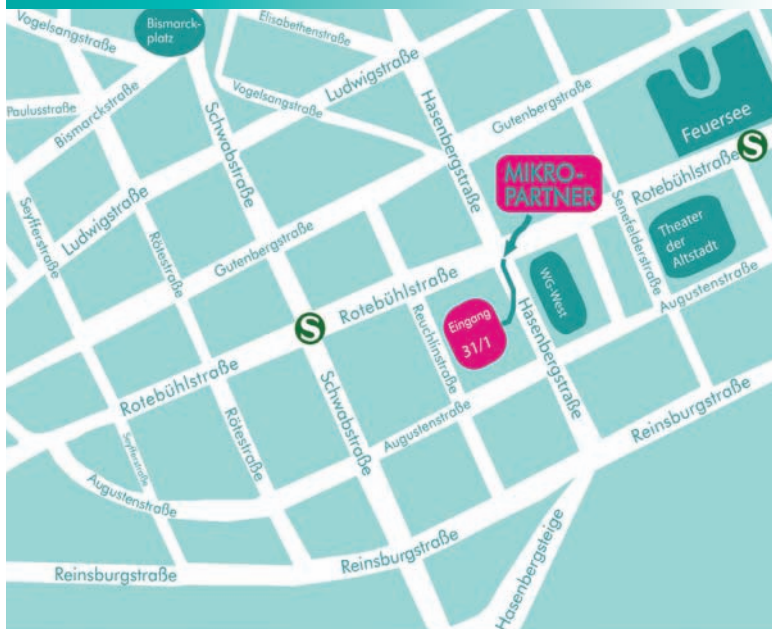 Vogelsangstraße
Bismarck-
platz
Elisabethenstraße
Ludwigstraße
Paulusstraße
Bismarckstraße
Vogelsangstraße
Schwabstraße
Hasenbergstraße
Gutenbergstraße
Feuersee
S
MIKRO-
PARTNER
Rotebühlstraße
Seyfferstraße
Ludwigstraße
Rötestraße
Gutenbergstraße
Senefelderstraße
Theater
der
Altstadt
Rotebühlstraße
WG-West
Augustenstraße
S
Reuchlinstraße
Eingang
31/1
Hasenbergstraße
Rotebühlstraße
Schwabstraße
Reinsburgstraße
Rötestraße
Augustenstraße
Seyfferstraße
Augustenstraße
Reinsburgstraße
Reinsburgstraße
Hasenbergsteige